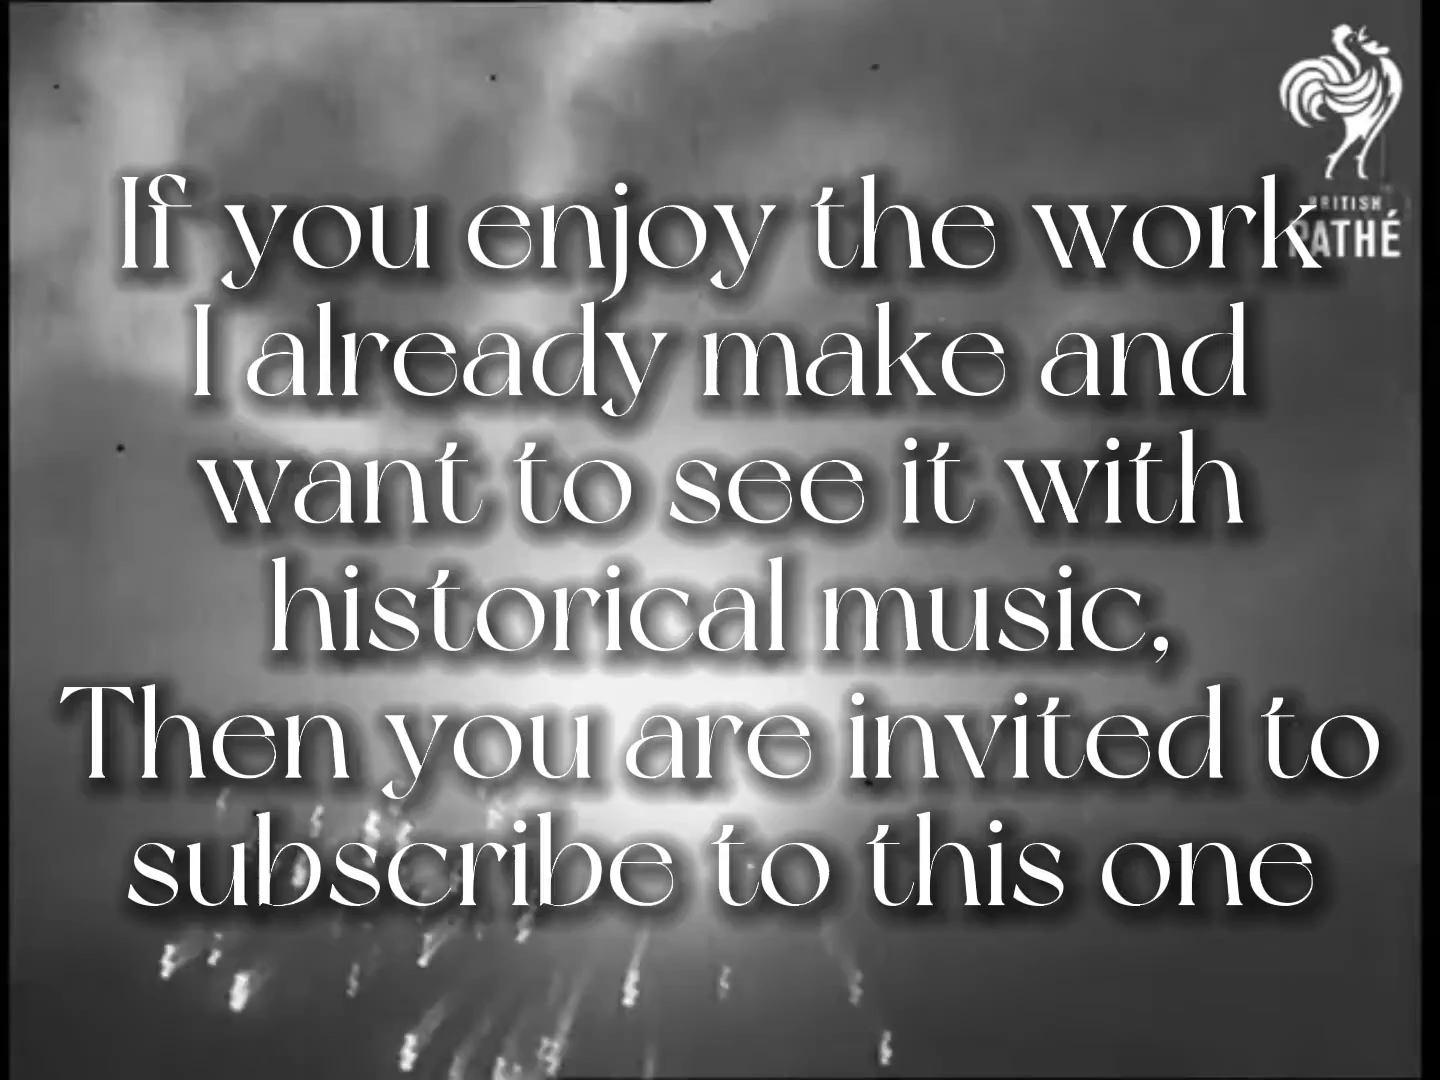 BRITISH
PATHÉ
If you enjoy the work
I already make and
want to see it with
historical music,
Then you are invited to
subscribe to this one